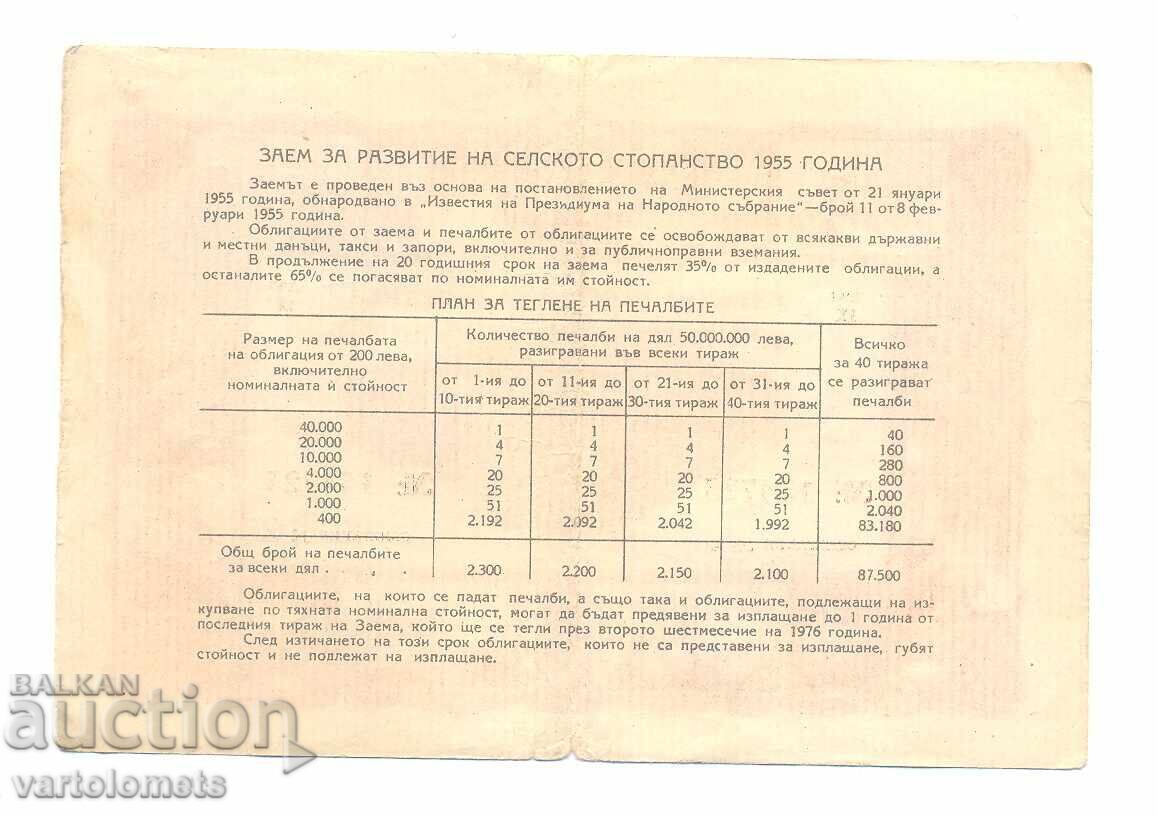 ЗАЕМ ЗА РАЗВИТИЕ НА СЕЛСКОТО СТОПАНСТВО 1955 ГОДИНА
Заемът е проведен въз основа на постановлението на Министерския съвет от 21 януари
1955 година, обнародвано в „Известия на Президиума на Народното събрание“—брой 11 от 8 фев-
руари 1955 година.
Облигациите от заема и печалбите от облигациите се освобождават от всякакви държавни
и местни данъци, такси и запори, включително и за публичноправни вземания.
В продължение на 20 годишния срок на заема печелят 35% от издадените облигации, а
останалите 65% се погасяват по номиналната им стойност.
ПЛАН ЗА ТЕГЛЕНЕ НА ПЕЧАЛБИТЕ
Размер на печалбата
на облигация от 200 лева,
включително
номиналната ѝ стойност
Количество печалби на дял 50.000.000 лева,
разигравани във всеки тираж
от 1-ия до
10-тия тираж
от 11-ия до
20-тия тираж
от 21-ия до
30-тия тираж
от 31-ия до
40-тия тираж
Всичко
за 40 тиража
се разиграват
печалби
40.000 1 1 1 1 40
20.000 4 4 4 4 160
10.000 7 7 7 7 280
4.000 20 20 20 20 800
2.000 25 25 25 25 1.000
1.000 51 51 51 51 2.040
400 2.192 2.092 2.042 1.992 83.180
Общ брой на печалбите
за всеки дял . . . 2.300 2.200 2.150 2.100 87.500
Облигациите, на които се падат печалби, а също така и облигациите, подлежащи на из-
купване по тяхната номинална стойност, могат да бъдат предявени за изплащане до 1 година от
последния тираж на Заема, който ще се тегли през второто шестмесечие на 1976 година.
След изтичането на този срок облигациите, които не са представени за изплащане, губят
стойност и не подлежат на изплащане.
BALKAN
auction
vartolomets